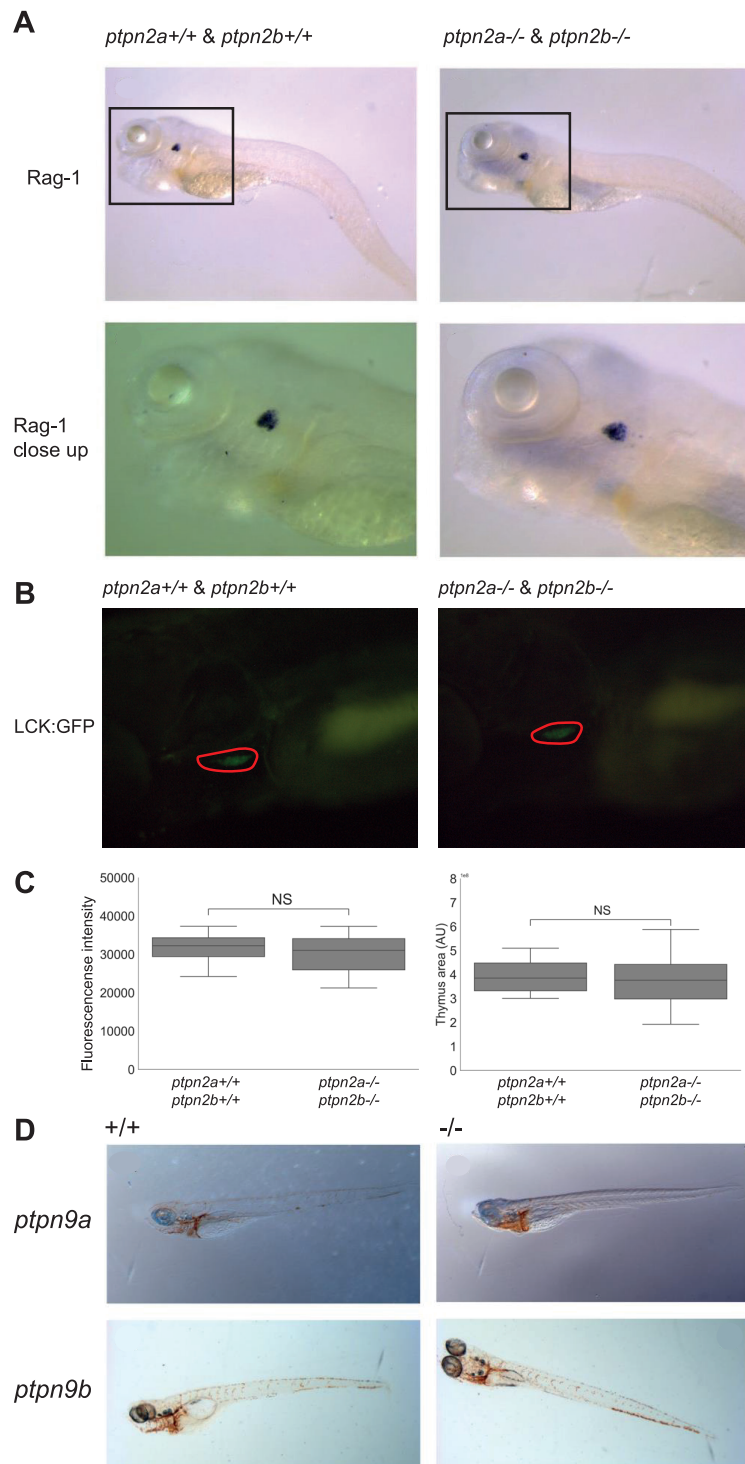 A
ptpn2a+/+ & ptpn2b+/+
ptpn2a-/- & ptpn2b-/-
Rag-1
Rag-1
close up
B
ptpn2a+/+ & ptpn2b+/+
ptpn2a-/- & ptpn2b-/-
LCK:GFP
C
Fluorescencense intensity
50000
40000
30000
20000
10000
0
NS
ptpn2a+/+
ptpn2b+/+
ptpn2a-/-
ptpn2b-/-
Thymus area (AU)
1e6
8
7
6
5
4
3
2
1
0
NS
ptpn2a+/+
ptpn2b+/+
ptpn2a-/-
ptpn2b-/-
D
+/+
-/-
ptpn9a
ptpn9b